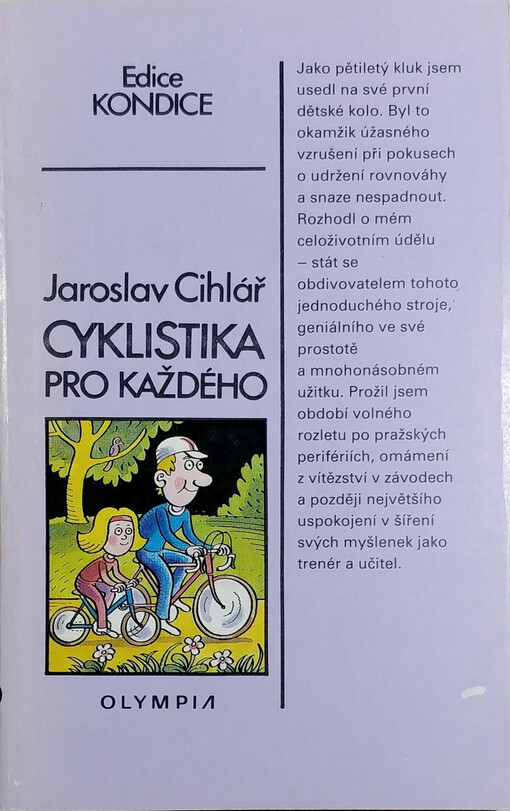 Edice
KONDICE
Jaroslav Cihlář
CYKLISTIKA
PRO KAŽDÉHO
OLYMPIA
Jako pětiletý kluk jsem
usedl na své první
dětské kolo. Byl to
okamžik úžasného
vzrušení při pokusech
o udržení rovnováhy
a snaze nespadnout.
Rozhodl o mém
celoživotním údělu
– stát se
obdivovatelem tohoto
jednoduchého stroje,
geniálního ve své
prostotě
a mnohonásobném
užitku. Prožil jsem
období volného
rozletu po pražských
perifériích, omámení
z vítězství v závodech
a později největšího
uspokojení v šíření
svých myšlenek jako
trenér a učitel.